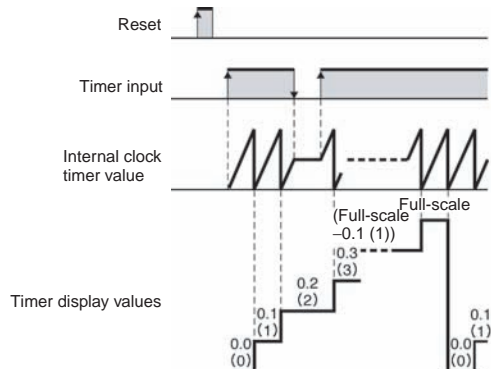 Reset
Timer input
Internal clock
timer value
Full-scale
(Full-scale
–0.1 (1))
0.3
(3)
0.2
(2)
Timer display values
0.1
(1)
0.1
(1)
0.0
(0)
0.0
(0)